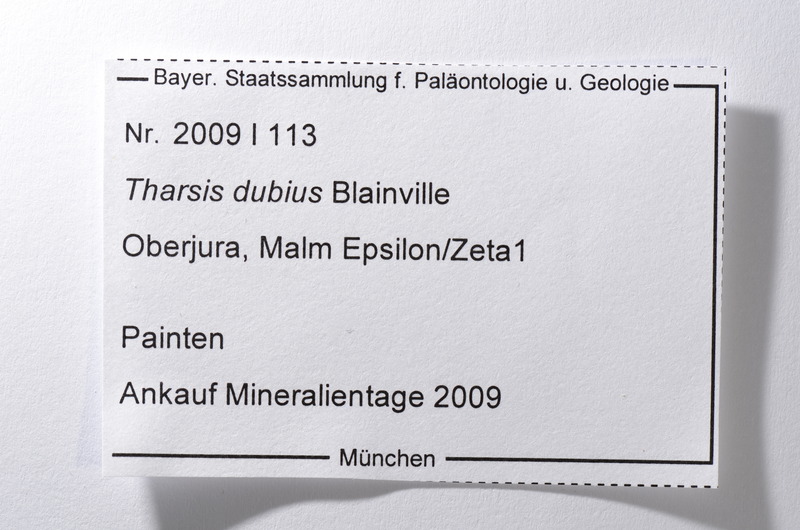 Bayer. Staatssammlung f. Paläontologie u. Geologie
Nr. 2009 I 113
Tharsis dubius Blainville
Oberjura, Malm Epsilon/Zeta1
Painten
Ankauf Mineralientage 2009
München